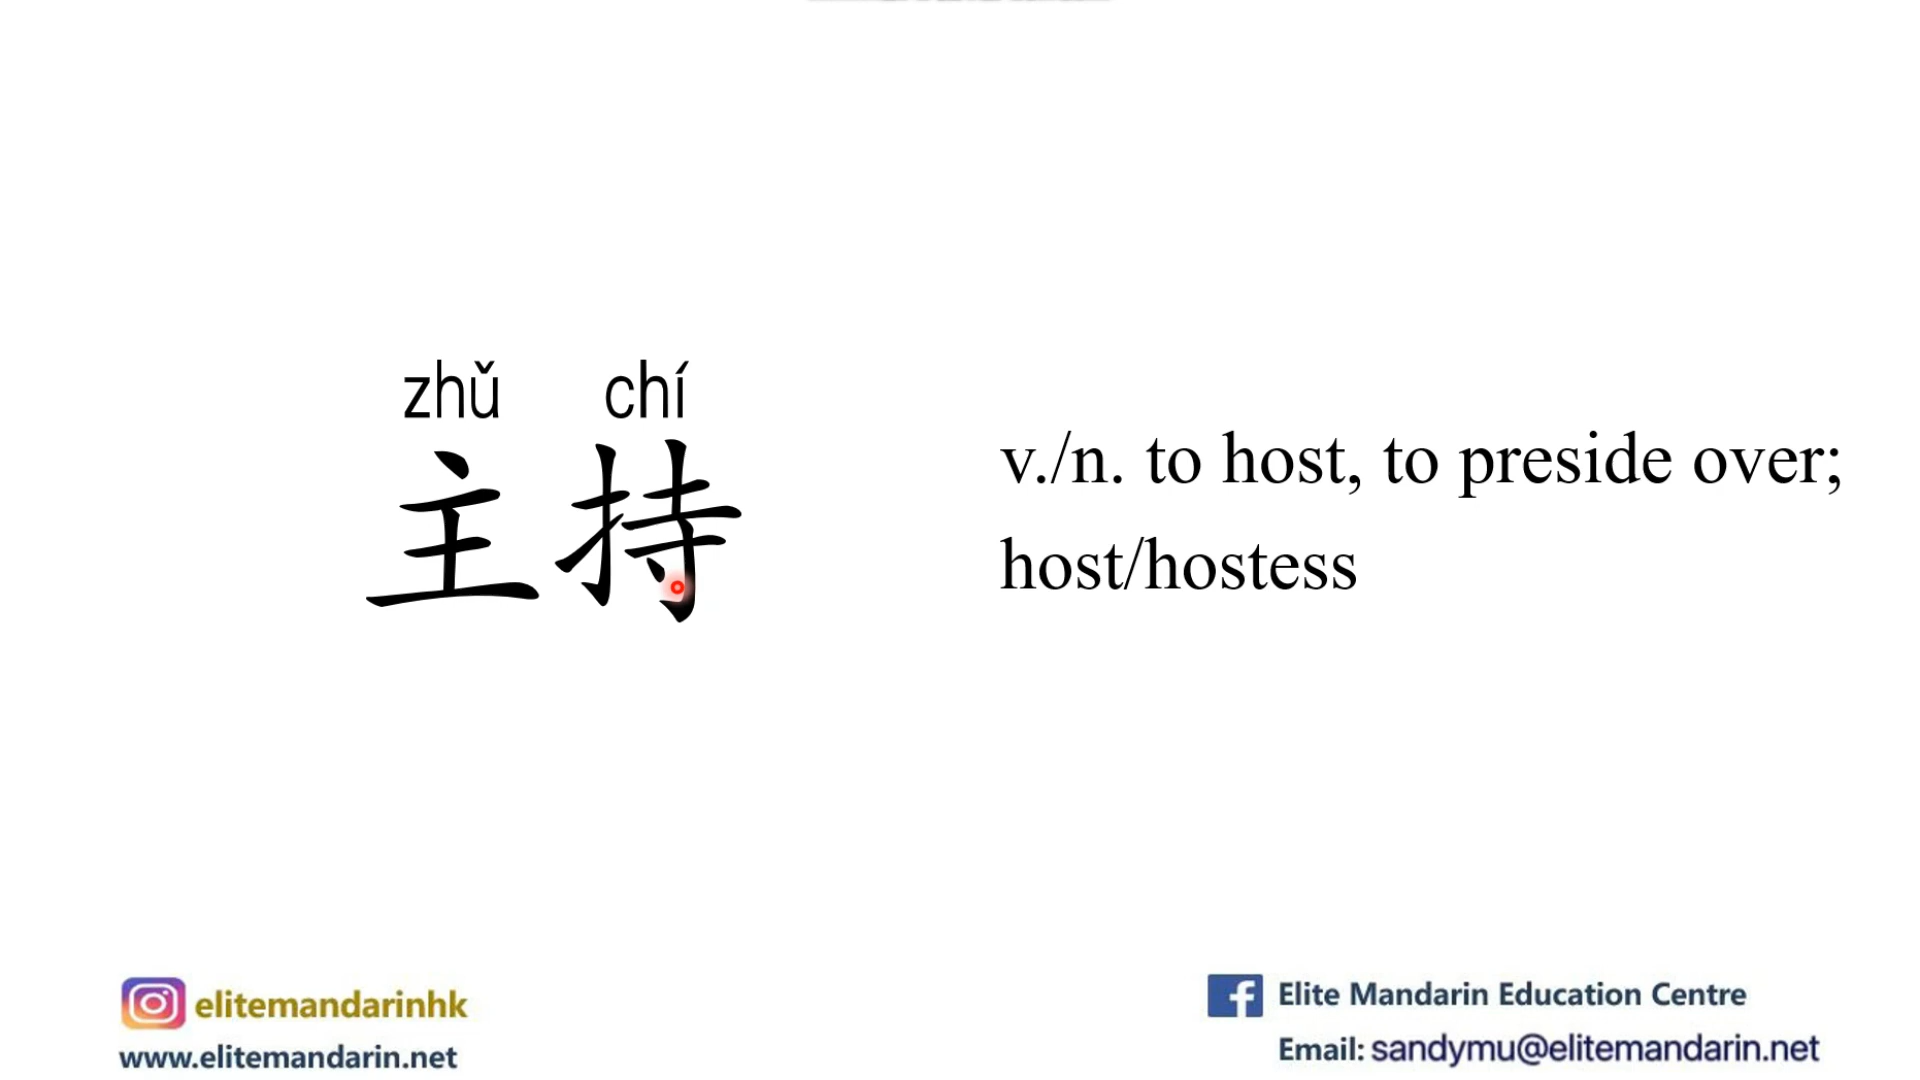 zhǔ chí
主持
v./n. to host, to preside over;
host/hostess
elitemandarinhk
www.elitemandarin.net
Elite Mandarin Education Centre
Email: sandymu@elitemandarin.net